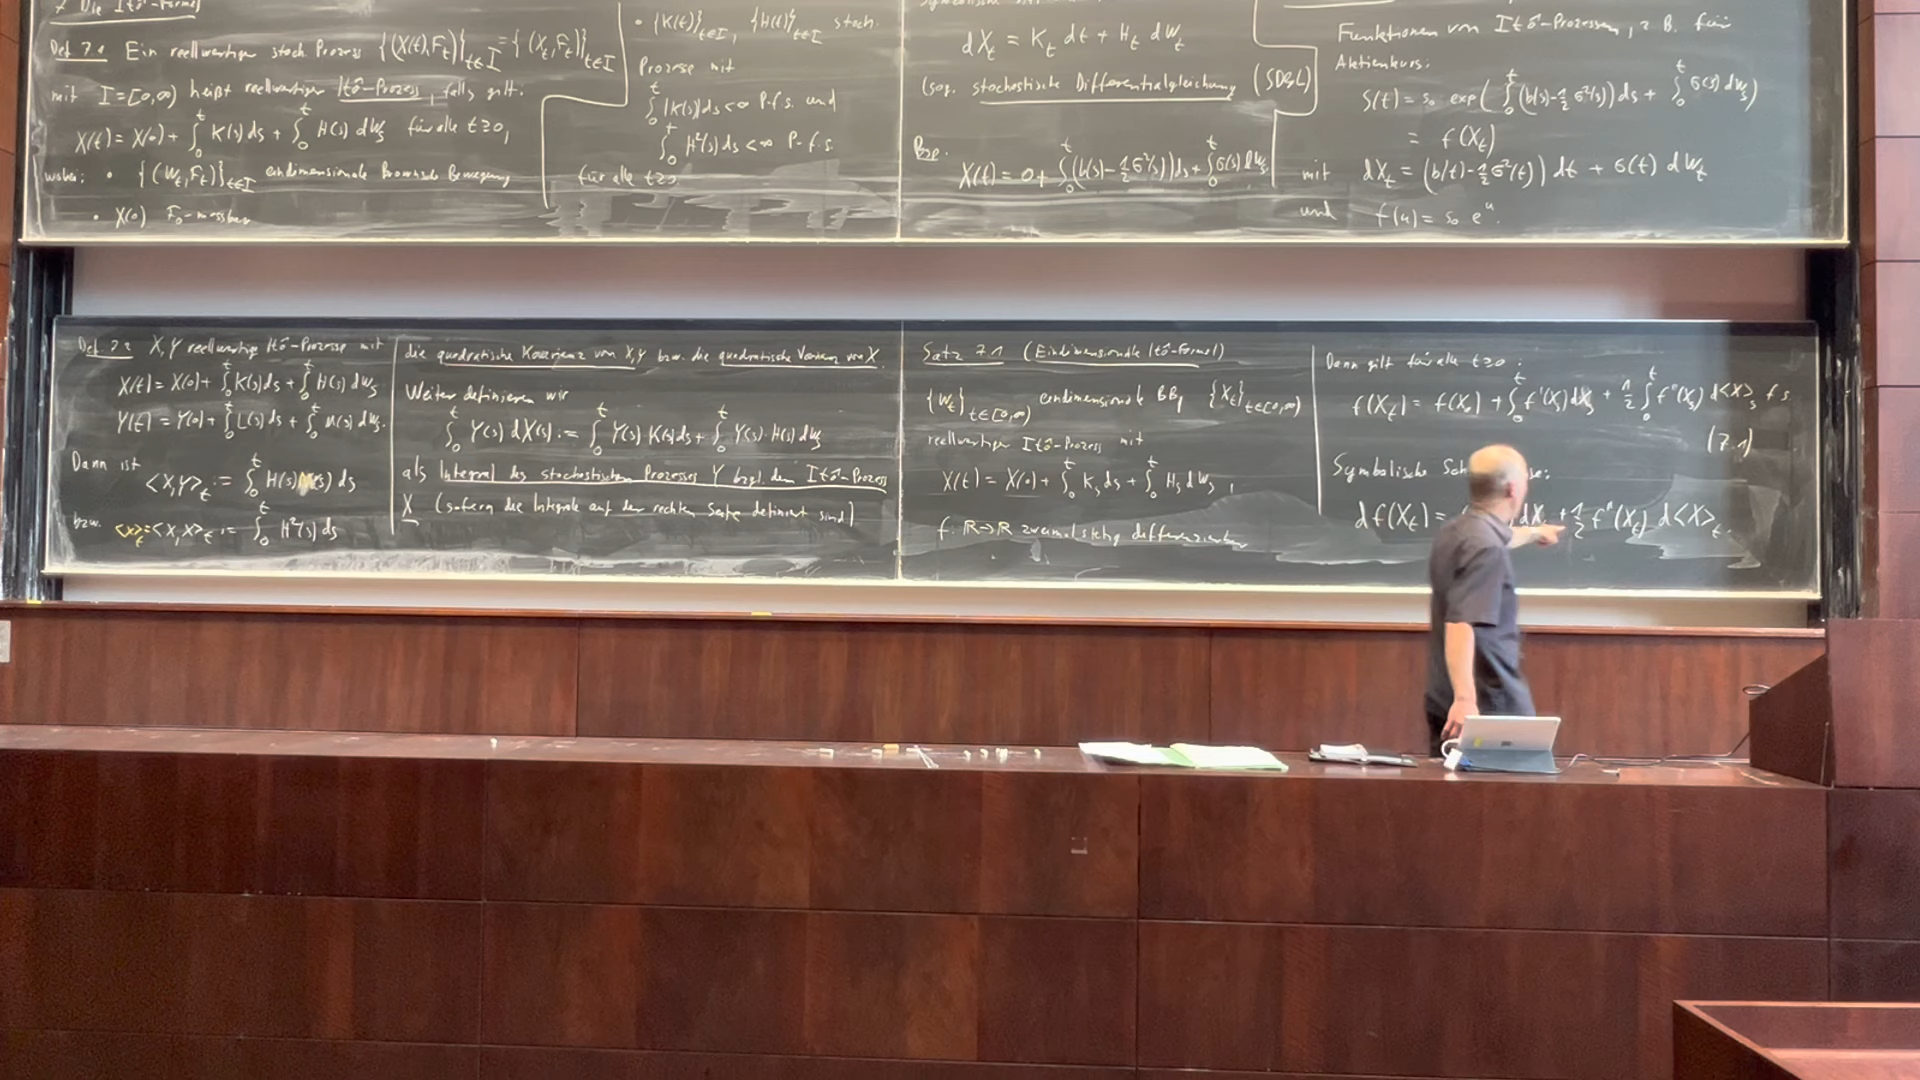 7 Die Itô-Formel
Def 7.1 Ein reellwertiger stoch. Prozess {(X(t),F_t)}_{t∈I} = {(X_t,F_t)}_{t∈I}
mit I=[0,∞) heißt reellwertiger Itô-Prozess, falls gilt:
X(t) = X(0) + ∫_0^t K(s) ds + ∫_0^t H(s) dW_s für alle t≥0,
wobei: • {(W_t,F_t)}_{t∈I} eindimensionale Brownsche Bewegung
• X(0) F_0-messbar
• {K(t)}_{t∈I}, {H(t)}_{t∈I} stoch.
Prozesse mit
∫_0^t |K(s)| ds < ∞ P-f.s. und
∫_0^t H²(s) ds < ∞ P-f.s.
für alle t≥0
dX_t = K_t dt + H_t dW_t
(sog. stochastische Differentialgleichung (SDGL)
Bsp.
X(t) = 0 + ∫_0^t (b(s) - 1/2 σ²(s)) ds + ∫_0^t σ(s) dW_s
Funktionen von Itô-Prozessen, z.B. für
Aktienkurs:
S(t) = s_0 exp( ∫_0^t (b(s) - 1/2 σ²(s)) ds + ∫_0^t σ(s) dW_s )
= f(X_t)
mit dX_t = (b(t) - 1/2 σ²(t)) dt + σ(t) dW_t
und f(u) = s_0 e^u.
Def. 7.2 X,Y reellwertige Itô-Prozesse mit
X(t) = X(0) + ∫_0^t K(s) ds + ∫_0^t H(s) dW_s
Y(t) = Y(0) + ∫_0^t L(s) ds + ∫_0^t M(s) dW_s.
Dann ist
<X,Y>_t := ∫_0^t H(s) M(s) ds
bzw. <X>_t = <X,X>_t := ∫_0^t H²(s) ds
die quadratische Kovarianz von X,Y bzw. die quadratische Varianz von X.
Weiter definieren wir
∫_0^t Y(s) dX(s) := ∫_0^t Y(s) K(s) ds + ∫_0^t Y(s)·H(s) dW_s
als Integral des stochastischen Prozesses Y bzgl. dem Itô-Prozess
X (sofern die Integrale auf der rechten Seite definiert sind)
Satz 7.1 (Eindimensionale Itô-Formel)
{W_t}_{t∈[0,∞)} eindimensionale BB, {X_t}_{t∈[0,∞)}
reellwertiger Itô-Prozess mit
X(t) = X(0) + ∫_0^t K_s ds + ∫_0^t H_s dW_s,
f: R→R zweimal stetig differenzierbar
Dann gilt für alle t≥0:
f(X_t) = f(X_0) + ∫_0^t f'(X_s) dX_s + 1/2 ∫_0^t f''(X_s) d<X>_s f.s.
(7.1)
Symbolische
df(X_t) = dX_t + 1/2 f''(X_t) d<X>_t.